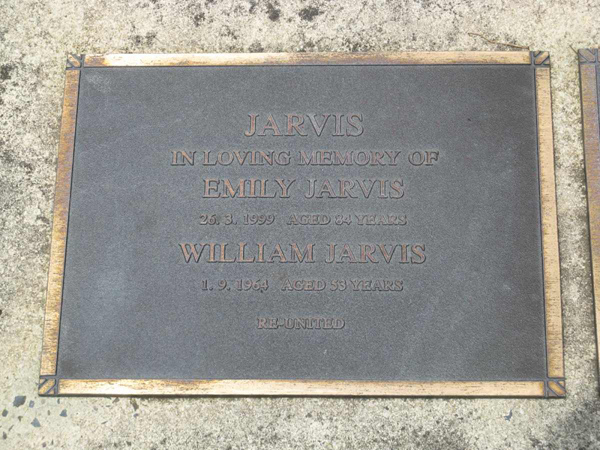 JARVIS
IN LOVING MEMORY OF
EMILY JARVIS
26. 3. 1999 AGED 84 YEARS
WILLIAM JARVIS
1. 9. 1964 AGED 53 YEARS
RE-UNITED